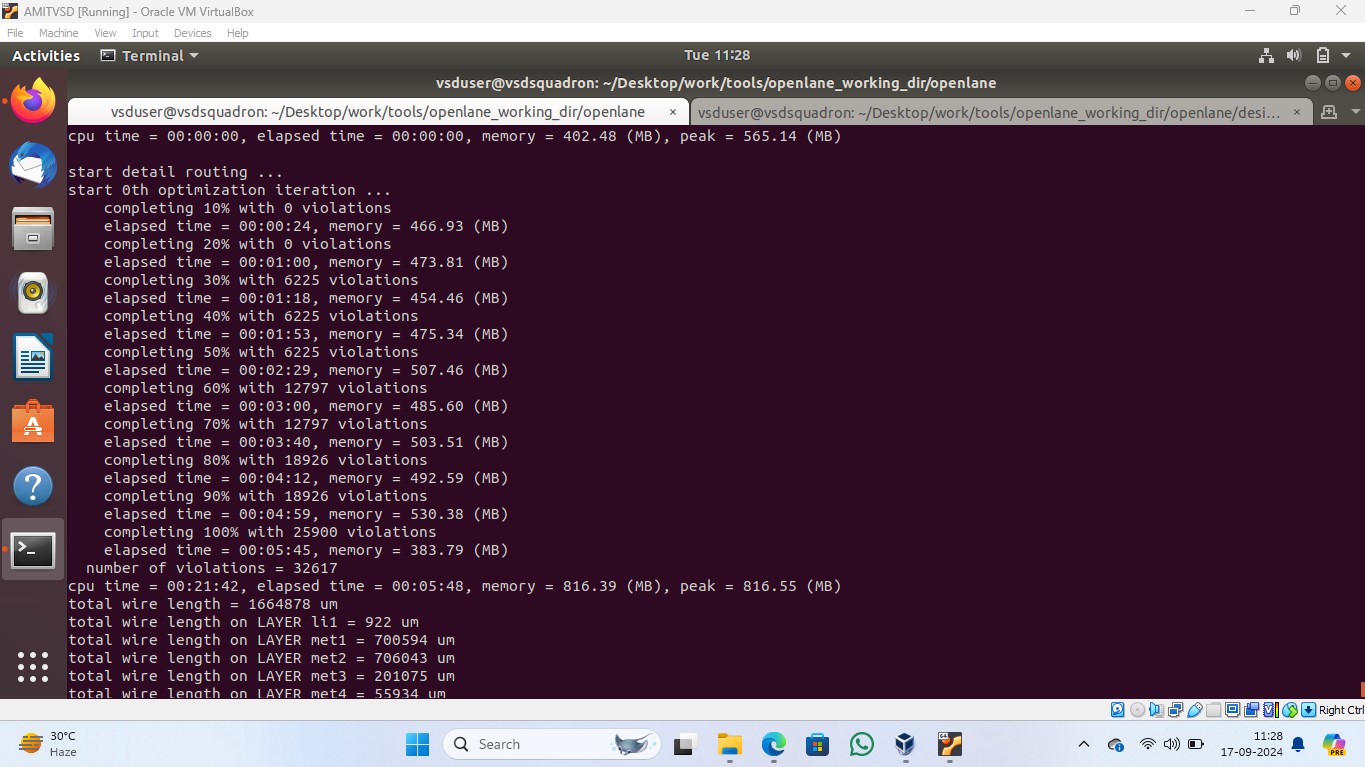 AMITVSD [Running] - Oracle VM VirtualBox
File Machine View Input Devices Help
Activities Terminal Tue 11:28
vsduser@vsdsquadron: ~/Desktop/work/tools/openlane_working_dir/openlane
vsduser@vsdsquadron: ~/Desktop/work/tools/openlane_working_dir/openlane × vsduser@vsdsquadron: ~/Desktop/work/tools/openlane_working_dir/openlane/desi... ×
cpu time = 00:00:00, elapsed time = 00:00:00, memory = 402.48 (MB), peak = 565.14 (MB)
start detail routing ...
start 0th optimization iteration ...
completing 10% with 0 violations
elapsed time = 00:00:24, memory = 466.93 (MB)
completing 20% with 0 violations
elapsed time = 00:01:00, memory = 473.81 (MB)
completing 30% with 6225 violations
elapsed time = 00:01:18, memory = 454.46 (MB)
completing 40% with 6225 violations
elapsed time = 00:01:53, memory = 475.34 (MB)
completing 50% with 6225 violations
elapsed time = 00:02:29, memory = 507.46 (MB)
completing 60% with 12797 violations
elapsed time = 00:03:00, memory = 485.60 (MB)
completing 70% with 12797 violations
elapsed time = 00:03:40, memory = 503.51 (MB)
completing 80% with 18926 violations
elapsed time = 00:04:12, memory = 492.59 (MB)
completing 90% with 18926 violations
elapsed time = 00:04:59, memory = 530.38 (MB)
completing 100% with 25900 violations
elapsed time = 00:05:45, memory = 383.79 (MB)
number of violations = 32617
cpu time = 00:21:42, elapsed time = 00:05:48, memory = 816.39 (MB), peak = 816.55 (MB)
total wire length = 1664878 um
total wire length on LAYER li1 = 922 um
total wire length on LAYER met1 = 700594 um
total wire length on LAYER met2 = 706043 um
total wire length on LAYER met3 = 201075 um
total wire length on LAYER met4 = 55934 um
Right Ctrl
30°C
Haze
Search
11:28
17-09-2024
PRE